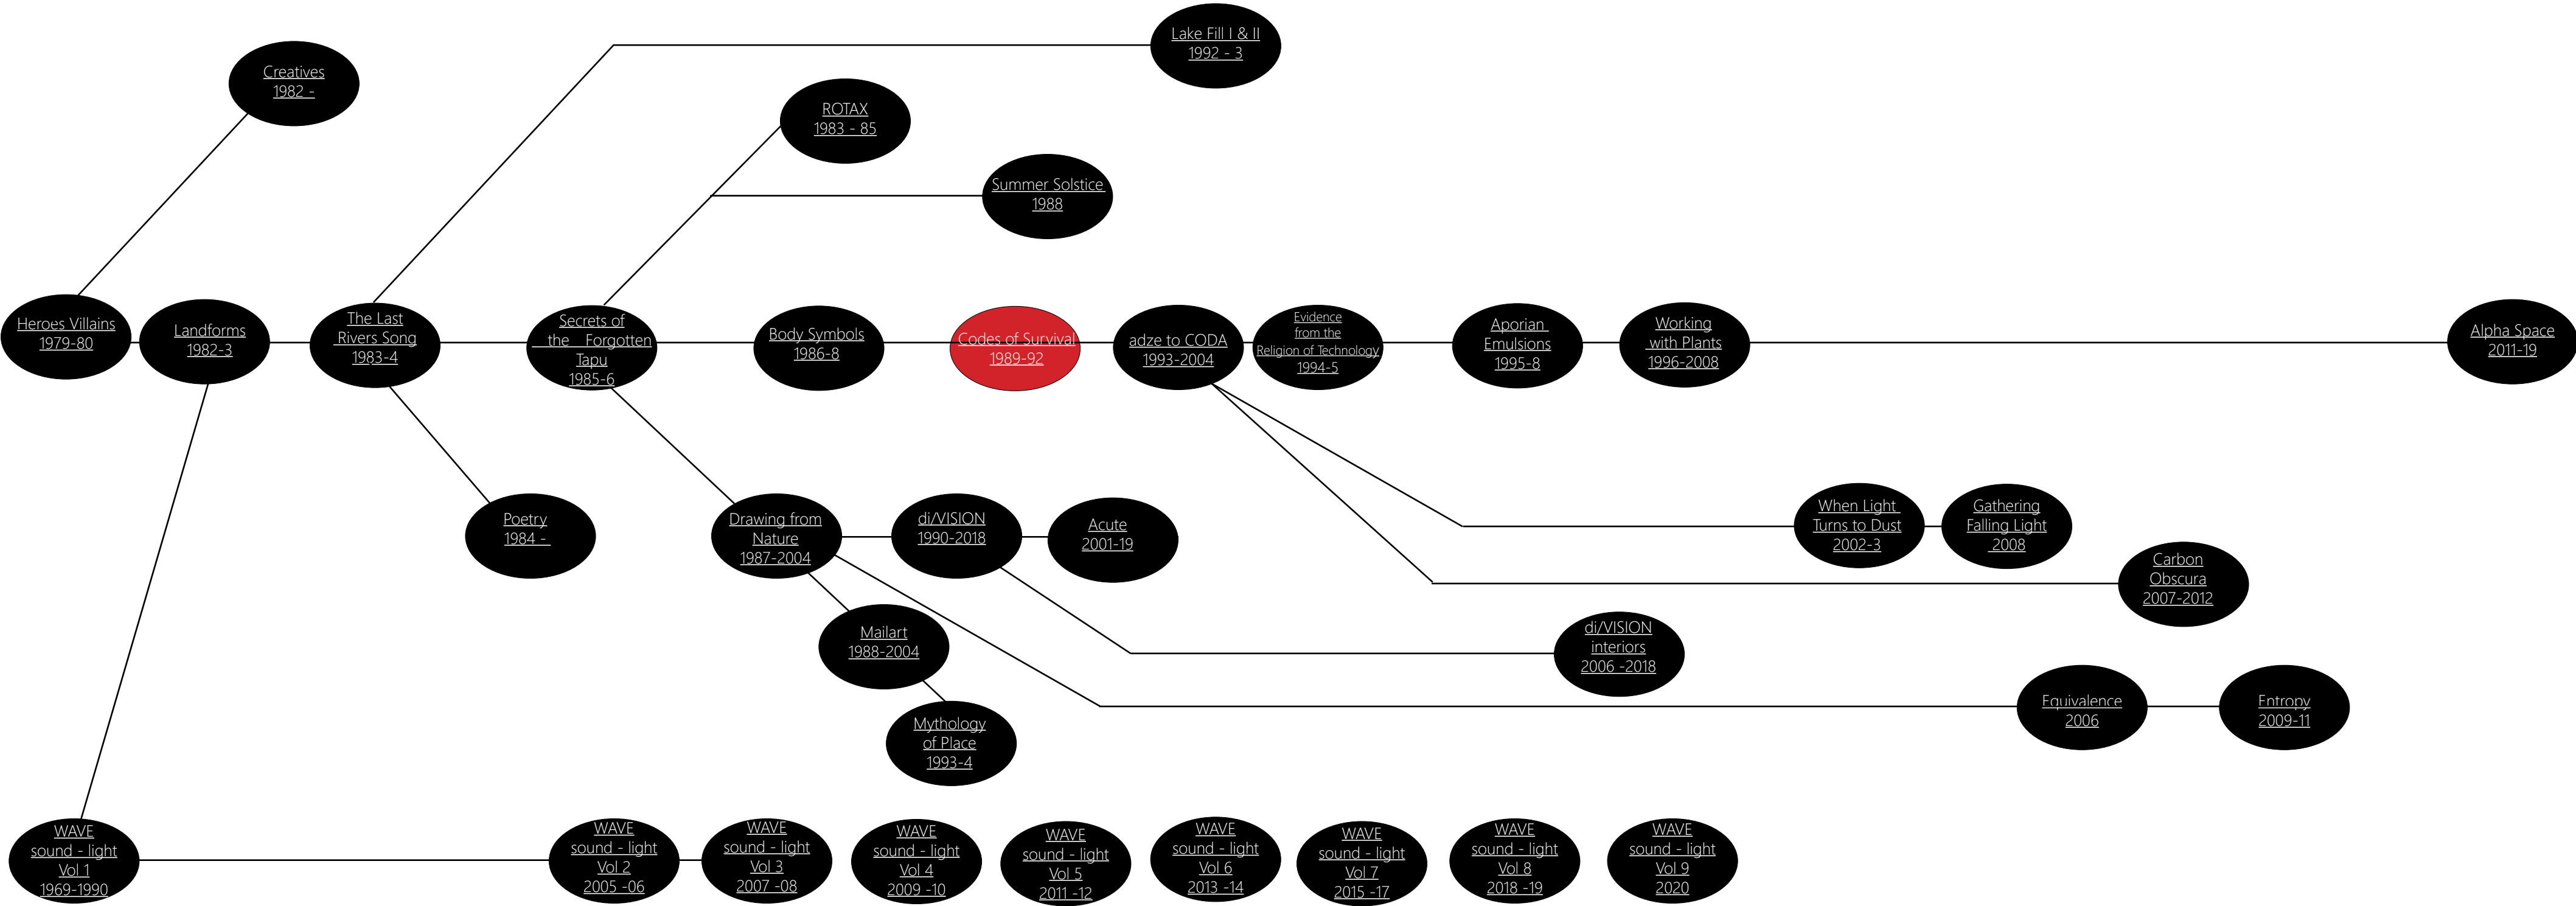 Lake Fill I & II
1992 - 3
Creatives
1982 -
ROTAX
1983 - 85
Summer Solstice
1988
Heroes Villains
1979-80
Landforms
1982-3
The Last
Rivers Song
1983-4
Secrets of
the Forgotten
Tapu
1985-6
Body Symbols
1986-8
Codes of Survival
1989-92
adze to CODA
1993-2004
Evidence
from the
Religion of Technology
1994-5
Aporian
Emulsions
1995-8
Working
with Plants
1996-2008
Alpha Space
2011-19
Poetry
1984 -
Drawing from
Nature
1987-2004
di/VISION
1990-2018
Acute
2001-19
When Light
Turns to Dust
2002-3
Gathering
Falling Light
2008
Carbon
Obscura
2007-2012
Mailart
1988-2004
di/VISION
interiors
2006 -2018
Mythology
of Place
1993-4
Equivalence
2006
Entropy
2009-11
WAVE
sound - light
Vol 1
1969-1990
WAVE
sound - light
Vol 2
2005 -06
WAVE
sound - light
Vol 3
2007 -08
WAVE
sound - light
Vol 4
2009 -10
WAVE
sound - light
Vol 5
2011 -12
WAVE
sound - light
Vol 6
2013 -14
WAVE
sound - light
Vol 7
2015 -17
WAVE
sound - light
Vol 8
2018 -19
WAVE
sound - light
Vol 9
2020